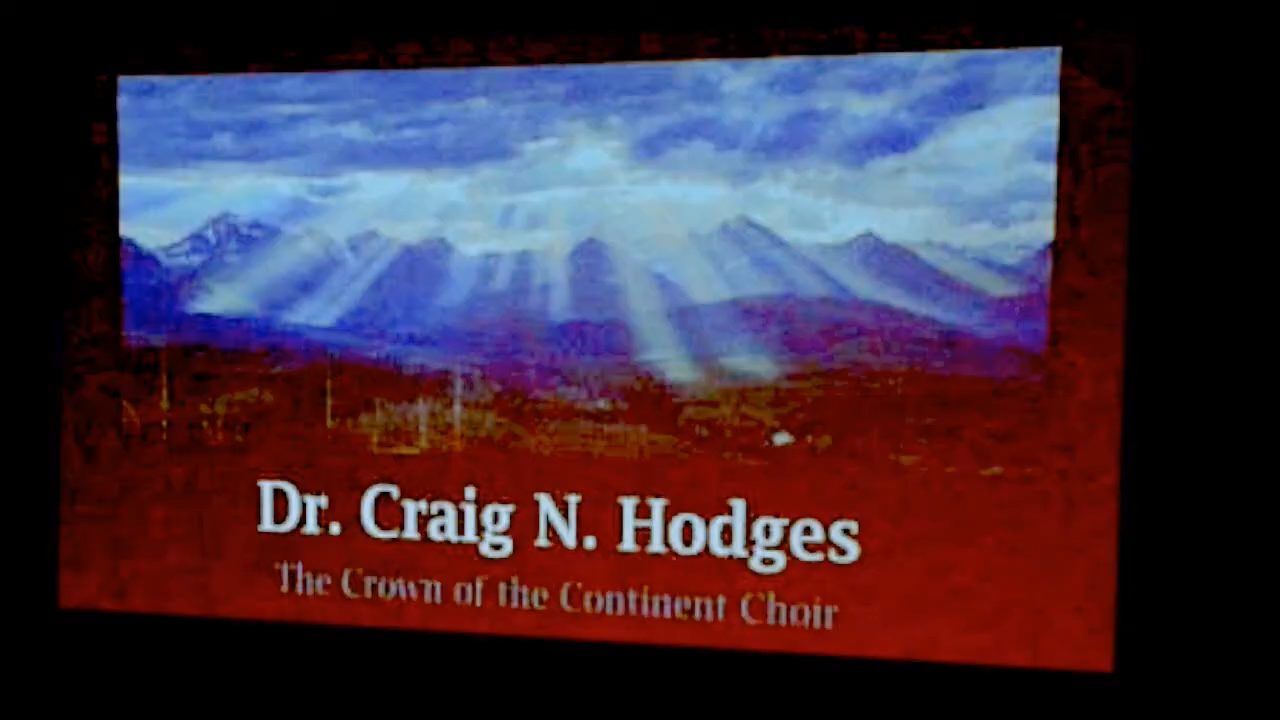 Dr. Craig N. Hodges
The Crown of the Continent Choir